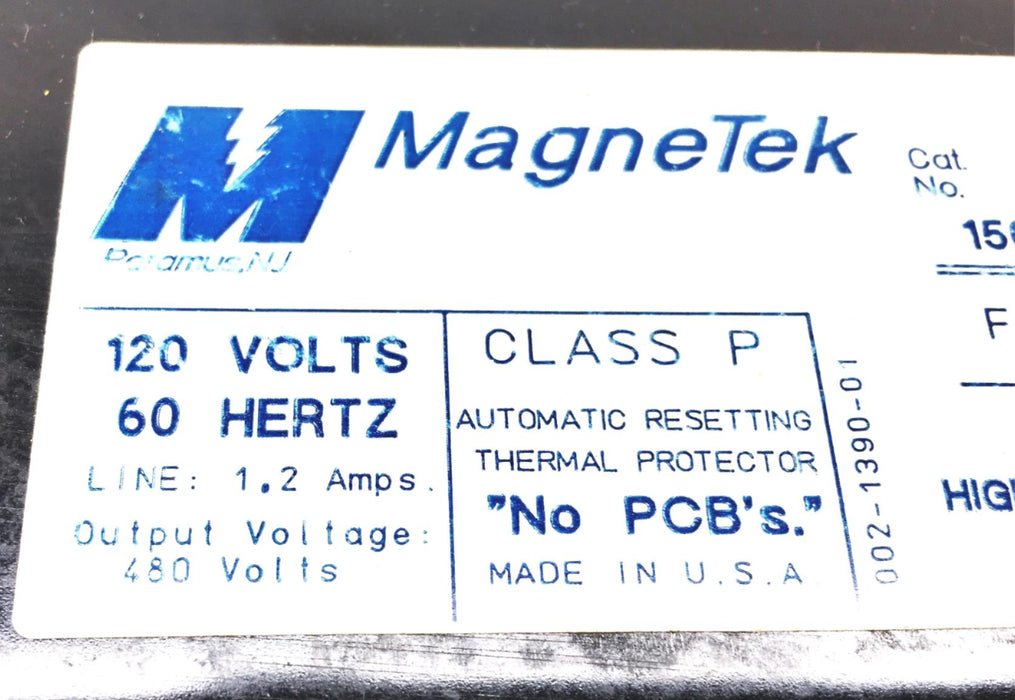 MagneTek
Cat.
No.
Paramus, NJ
120 VOLTS
60 HERTZ
LINE: 1.2 Amps.
Output Voltage:
480 Volts
CLASS P
AUTOMATIC RESETTING
THERMAL PROTECTOR
"No PCB's."
MADE IN U.S.A
002-1390-01
F